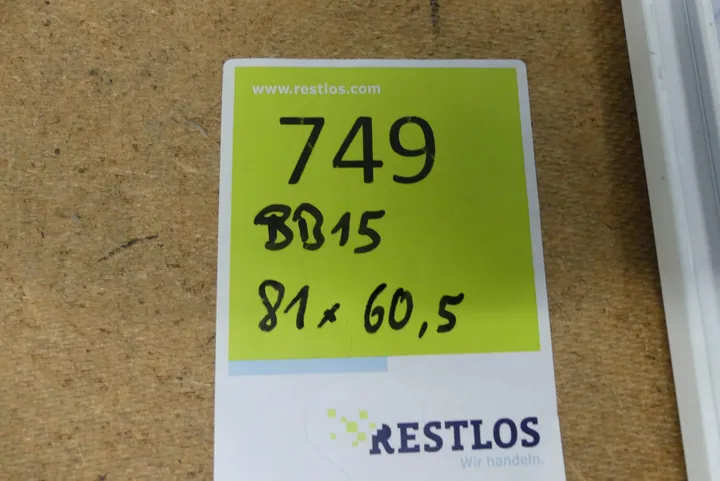 www.restlos.com
749
BB15
81 x 60,5
RESTLOS
Wir handeln.